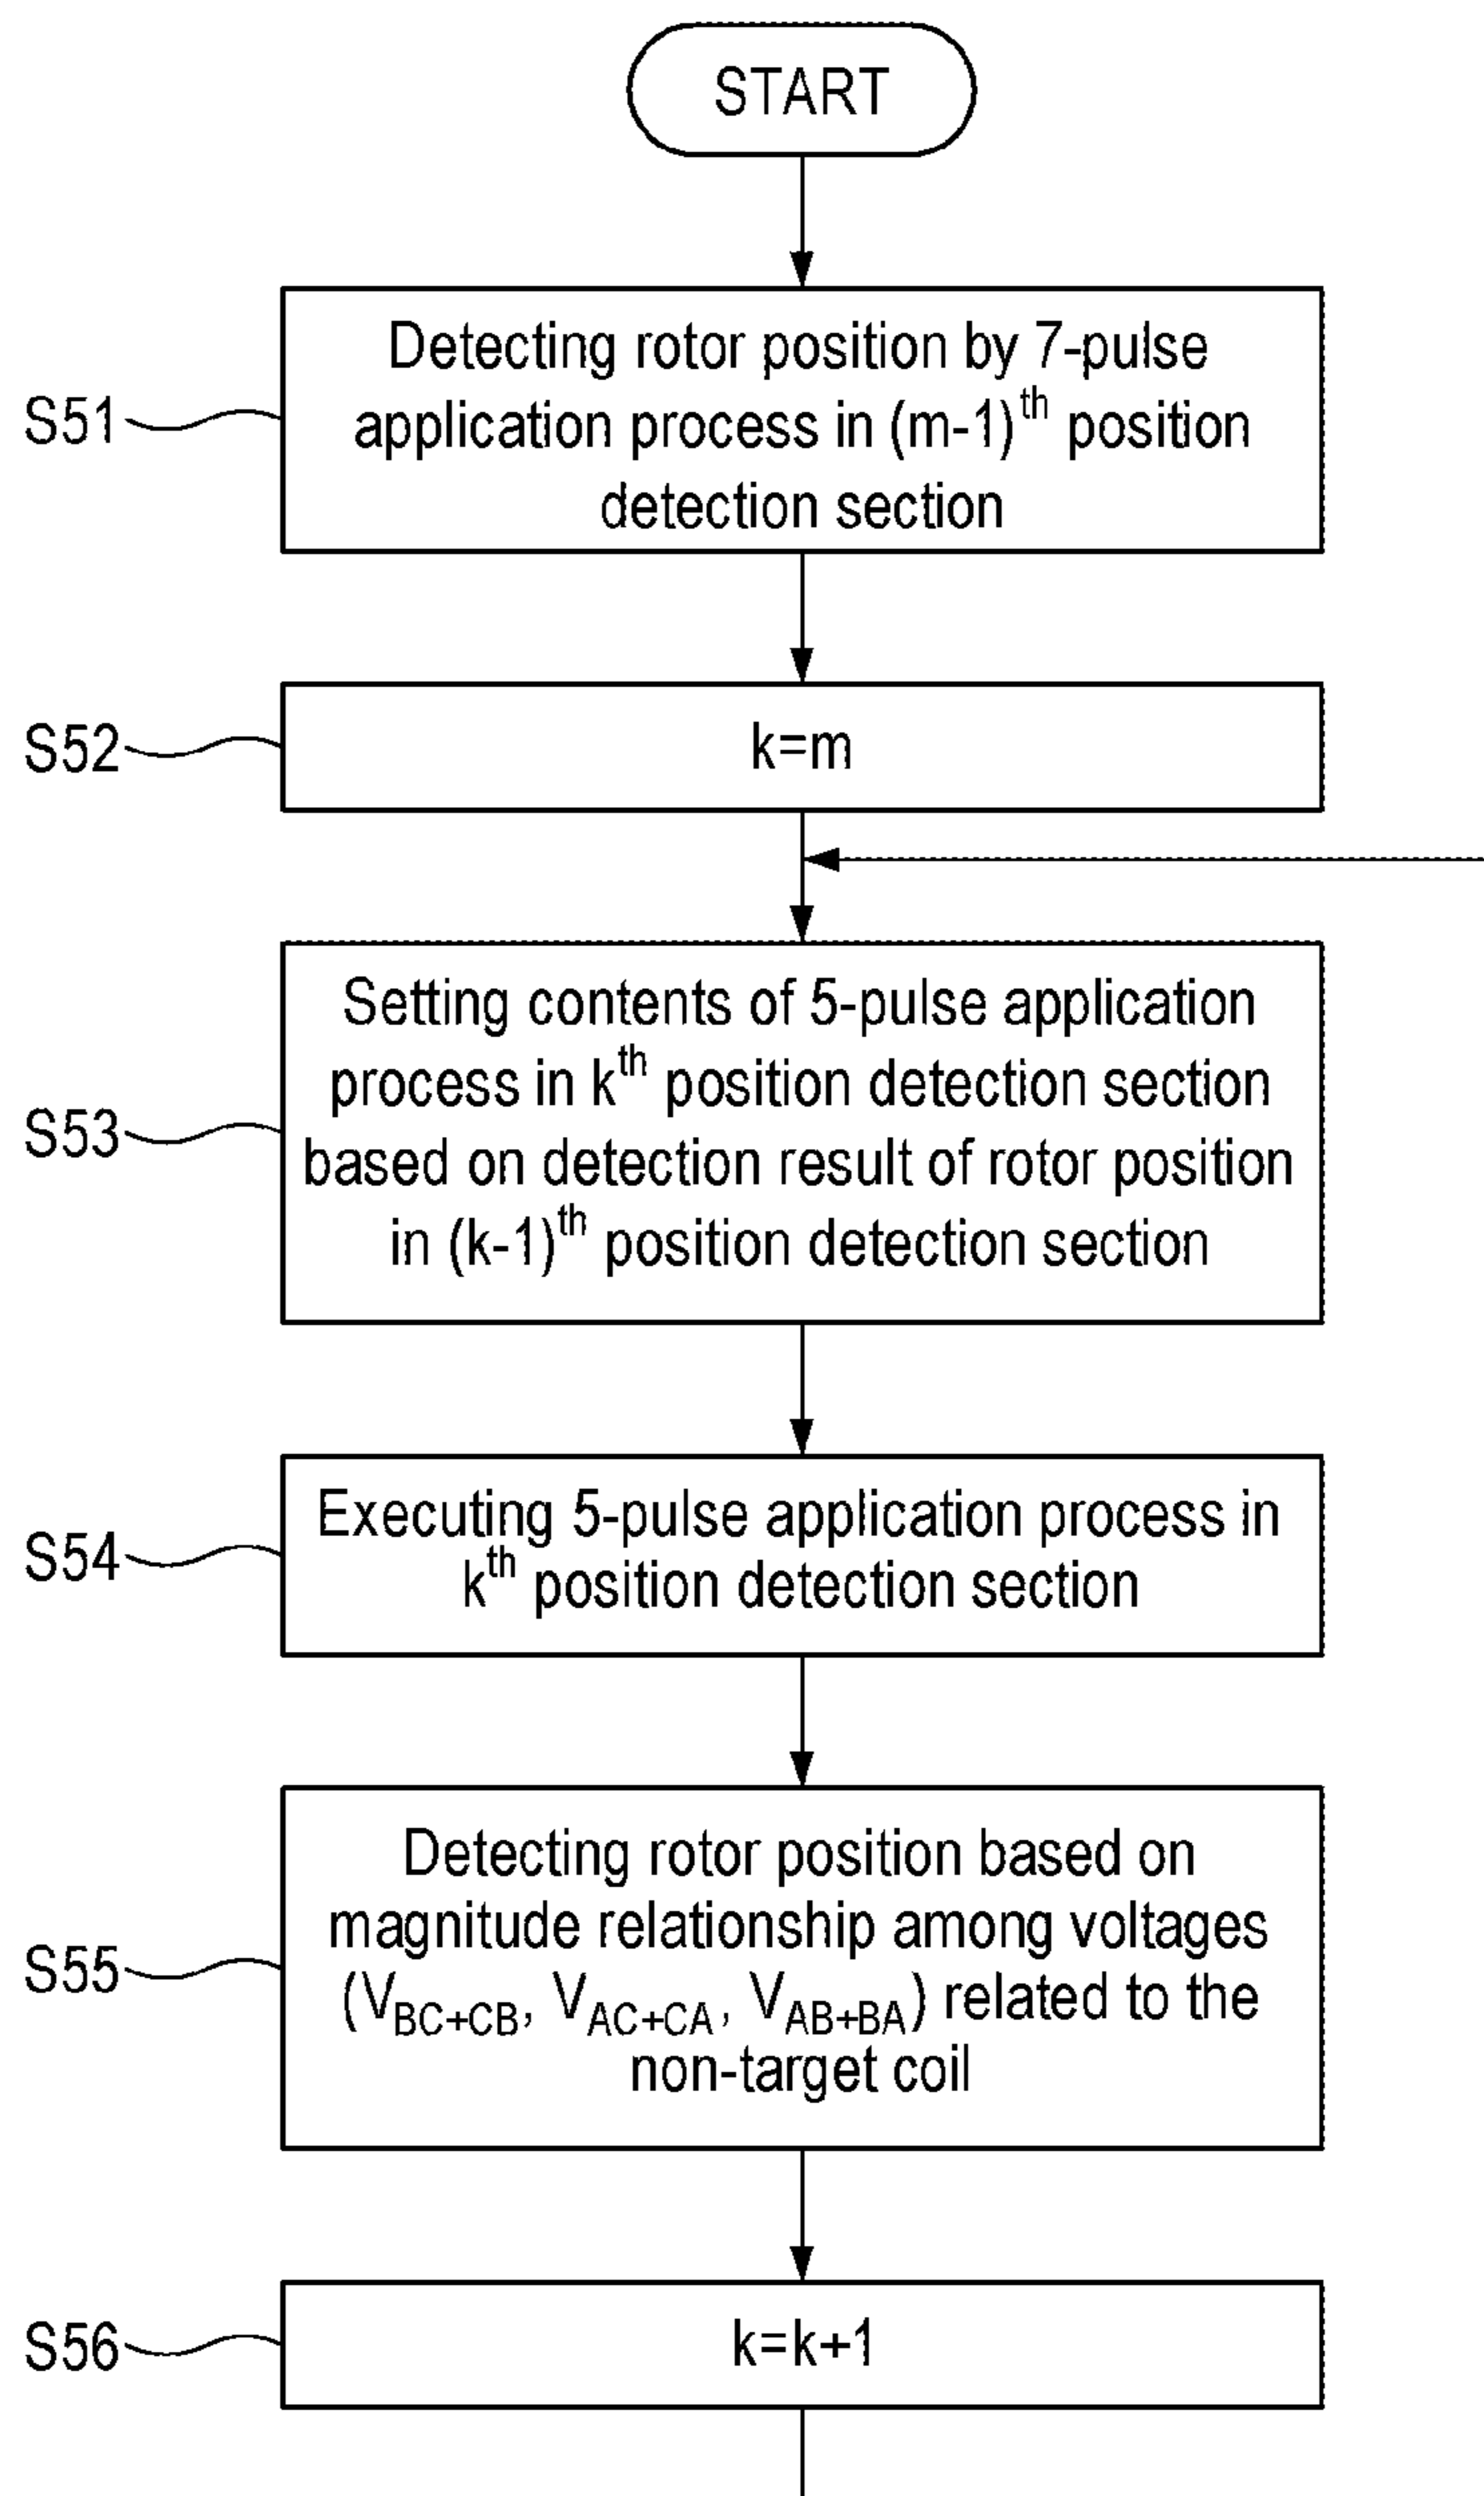 START
S51
Detecting rotor position by 7-pulse
application process in (m-1)th position
detection section
S52
k=m
S53
Setting contents of 5-pulse application
process in kth position detection section
based on detection result of rotor position
in (k-1)th position detection section
S54
Executing 5-pulse application process in
kth position detection section
S55
Detecting rotor position based on
magnitude relationship among voltages
(VBC+CB, VAC+CA, VAB+BA) related to the
non-target coil
S56
k=k+1